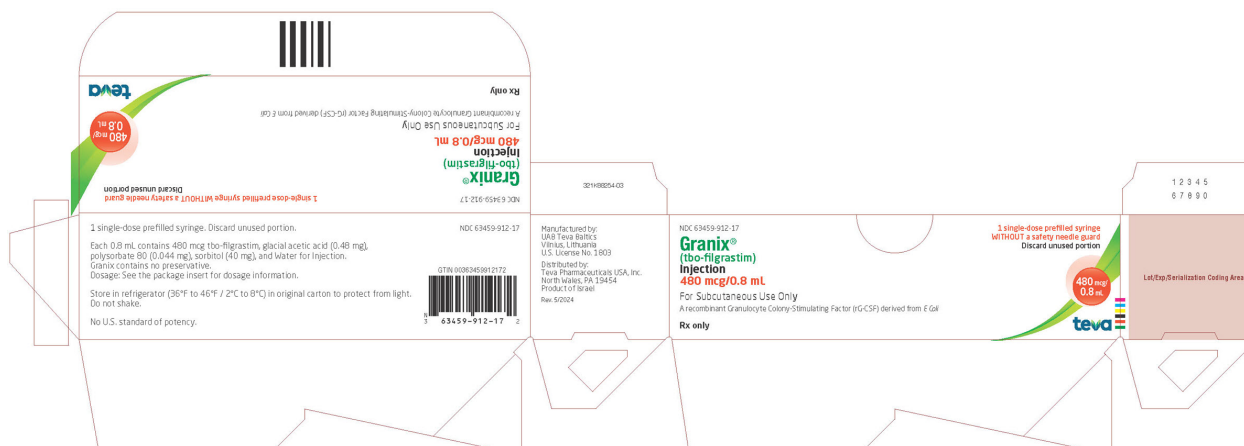 teva
480 mcg/
0.8 mL
1 single-dose prefilled syringe WITHOUT a safety needle guard
Discard unused portion
NDC 63459-912-17
Granix®
(tbo-filgrastim)
Injection
480 mcg/0.8 mL
For Subcutaneous Use Only
A recombinant Granulocyte Colony-Stimulating Factor (rG-CSF) derived from E Coli
Rx only
1 single-dose prefilled syringe. Discard unused portion.
NDC 63459-912-17
Each 0.8 mL contains 480 mcg tbo-filgrastim, glacial acetic acid (0.48 mg),
polysorbate 80 (0.044 mg), sorbitol (40 mg), and Water for Injection.
Granix contains no preservative.
Dosage: See the package insert for dosage information.
Store in refrigerator (36°F to 46°F / 2°C to 8°C) in original carton to protect from light.
Do not shake.
No U.S. standard of potency.
GTIN 00363459912172
N
3 63459-912-17 2
321K98254-03
Manufactured by:
UAB Teva Baltics
Vilnius, Lithuania
U.S. License No. 1803
Distributed by:
Teva Pharmaceuticals USA, Inc.
North Wales, PA 19454
Product of Israel
Rev. 5/2024
NDC 63459-912-17
Granix®
(tbo-filgrastim)
Injection
480 mcg/0.8 mL
For Subcutaneous Use Only
A recombinant Granulocyte Colony-Stimulating Factor (rG-CSF) derived from E Coli
Rx only
1 single-dose prefilled syringe
WITHOUT a safety needle guard
Discard unused portion
480 mcg/
0.8 mL
teva
1 2 3 4 5
6 7 8 9 0
Lot/Exp/Serialization Coding Area